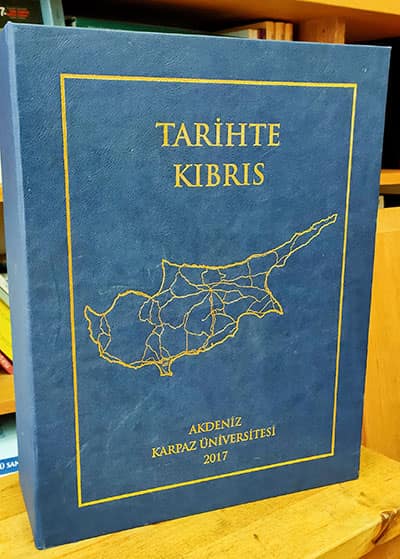 TARİHTE
KIBRIS
AKDENİZ
KARPAZ ÜNİVERSİTESİ
2017